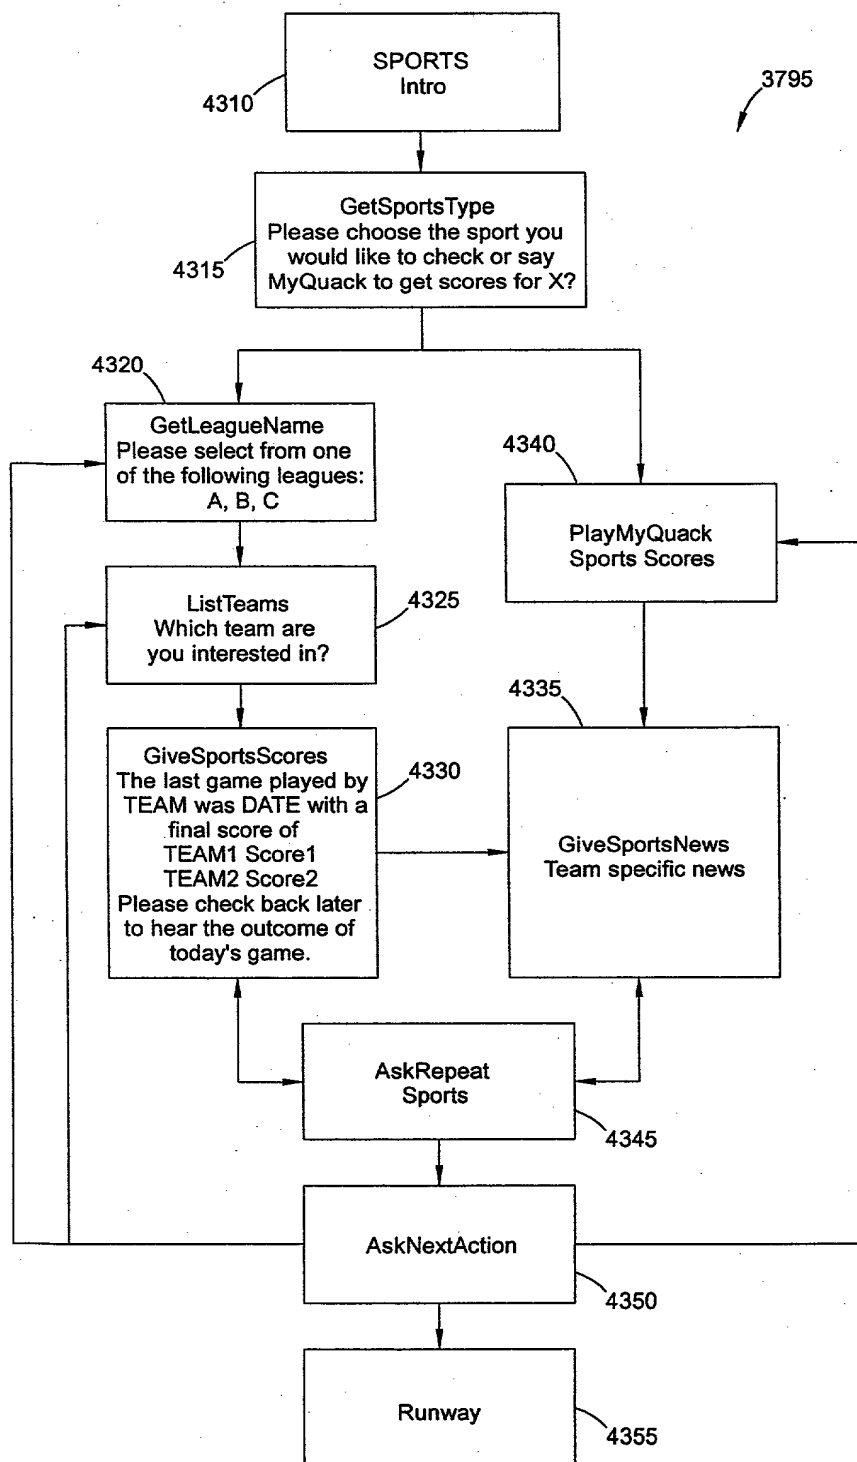 SPORTS
Intro
4310
3795
GetSportsType
Please choose the sport you
would like to check or say
MyQuack to get scores for X?
4315
4320
GetLeagueName
Please select from one
of the following leagues:
A, B, C
4340
PlayMyQuack
Sports Scores
ListTeams
Which team are
you interested in?
4325
4335
GiveSportsScores
The last game played by
TEAM was DATE with a
final score of
TEAM1 Score1
TEAM2 Score2
Please check back later
to hear the outcome of
today's game.
4330
GiveSportsNews
Team specific news
AskRepeat
Sports
4345
AskNextAction
4350
Runway
4355